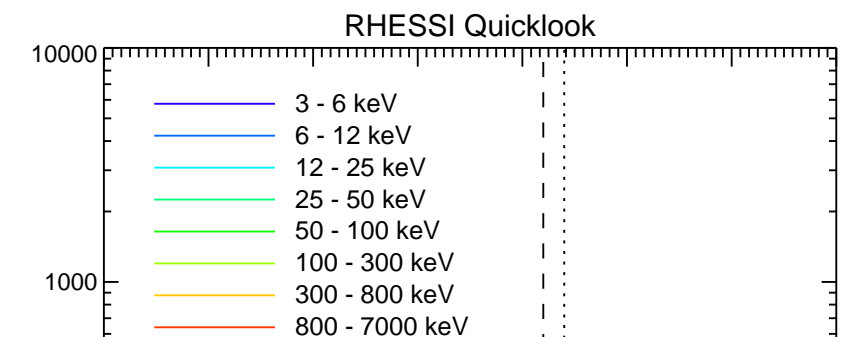 RHESSI Quicklook
10000
3 - 6 keV
6 - 12 keV
12 - 25 keV
25 - 50 keV
50 - 100 keV
100 - 300 keV
1000
300 - 800 keV
800 - 7000 keV